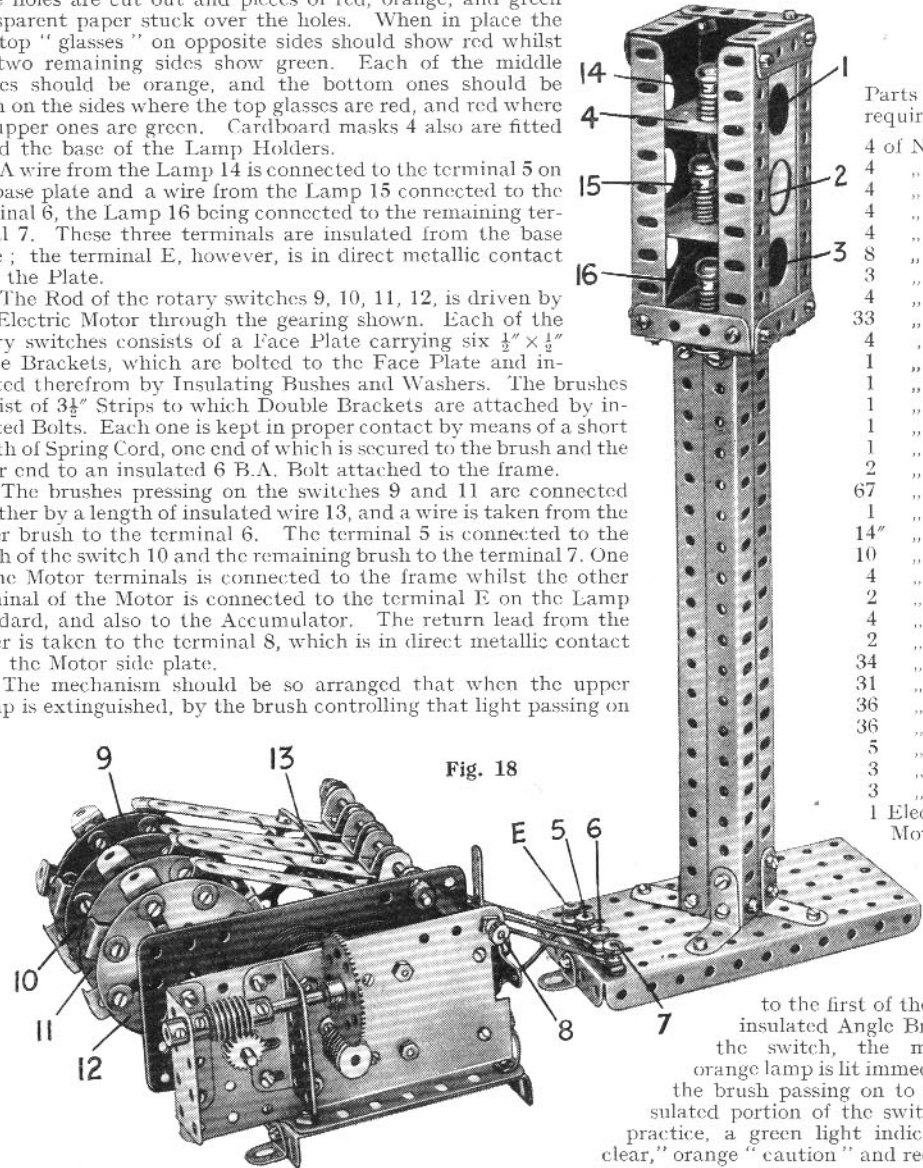 holes are cut out and pieces of red, orange, and green
paper stuck over the holes. When in place the
top " glasses " on opposite sides should show red whilst
two remaining sides show green. Each of the middle
should be orange, and the bottom ones should be
on the sides where the top glasses are red, and red where
upper ones are green. Cardboard masks 4 also are fitted
the base of the Lamp Holders.
A wire from the Lamp 14 is connected to the terminal 5 on
base plate and a wire from the Lamp 15 connected to the
6, the Lamp 16 being connected to the remaining ter-
7. These three terminals are insulated from the base
; the terminal E, however, is in direct metallic contact
the Plate.
The Rod of the rotary switches 9, 10, 11, 12, is driven by
Electric Motor through the gearing shown. Each of the
switches consists of a Face Plate carrying six ½″ × ½″
Brackets, which are bolted to the Face Plate and in-
therefrom by Insulating Bushes and Washers. The brushes
of 3½″ Strips to which Double Brackets are attached by in-
Bolts. Each one is kept in proper contact by means of a short
of Spring Cord, one end of which is secured to the brush and the
end to an insulated 6 B.A. Bolt attached to the frame.
The brushes pressing on the switches 9 and 11 are connected
by a length of insulated wire 13, and a wire is taken from the
brush to the terminal 6. The terminal 5 is connected to the
of the switch 10 and the remaining brush to the terminal 7. One
Motor terminals is connected to the frame whilst the other
of the Motor is connected to the terminal E on the Lamp
and also to the Accumulator. The return lead from the
is taken to the terminal 8, which is in direct metallic contact
the Motor side plate.
The mechanism should be so arranged that when the upper
is extinguished, by the brush controlling that light passing on
14
4
15
16
1
2
3
Parts
4 of
4 ,,
4 ,,
4 ,,
4 ,,
8 ,,
3 ,,
4 ,,
33 ,,
4 ,
1 ,,
1 ,,
1 ,,
1 ,,
1 ,,
2 ,,
67 ,,
1 ,,
14″ ,,
10 ,,
4 ,,
2 ,,
4 ,,
2 ,,
34 ,,
31 ,,
36 ,,
36 ,,
5 ,,
3 ,,
3 ,,
1
Fig. 18
9
13
10
11
12
E
5
6
8
7
to the first of the
insulated Angle
the switch, the
orange lamp is lit
the brush passing on to
portion of the
practice, a green light
clear," orange " caution " and